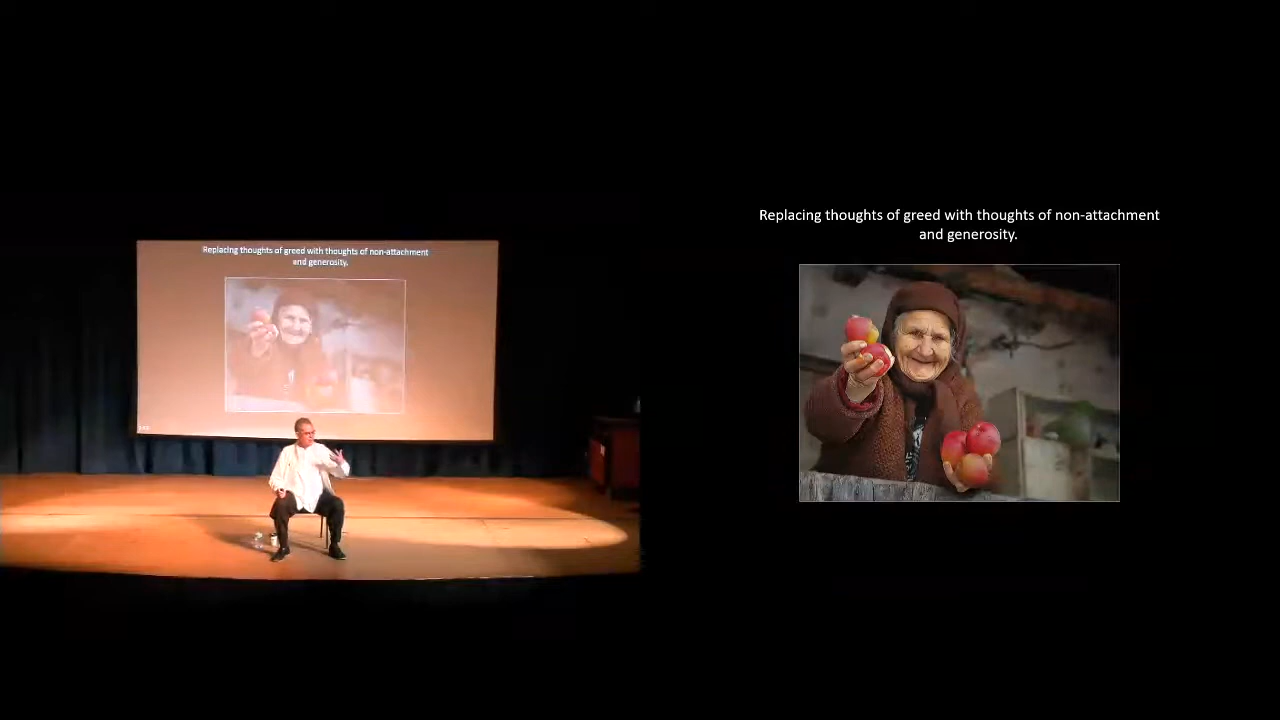 Replacing thoughts of greed with thoughts of non-attachment
and generosity.
Replacing thoughts of greed with thoughts of non-attachment
and generosity.